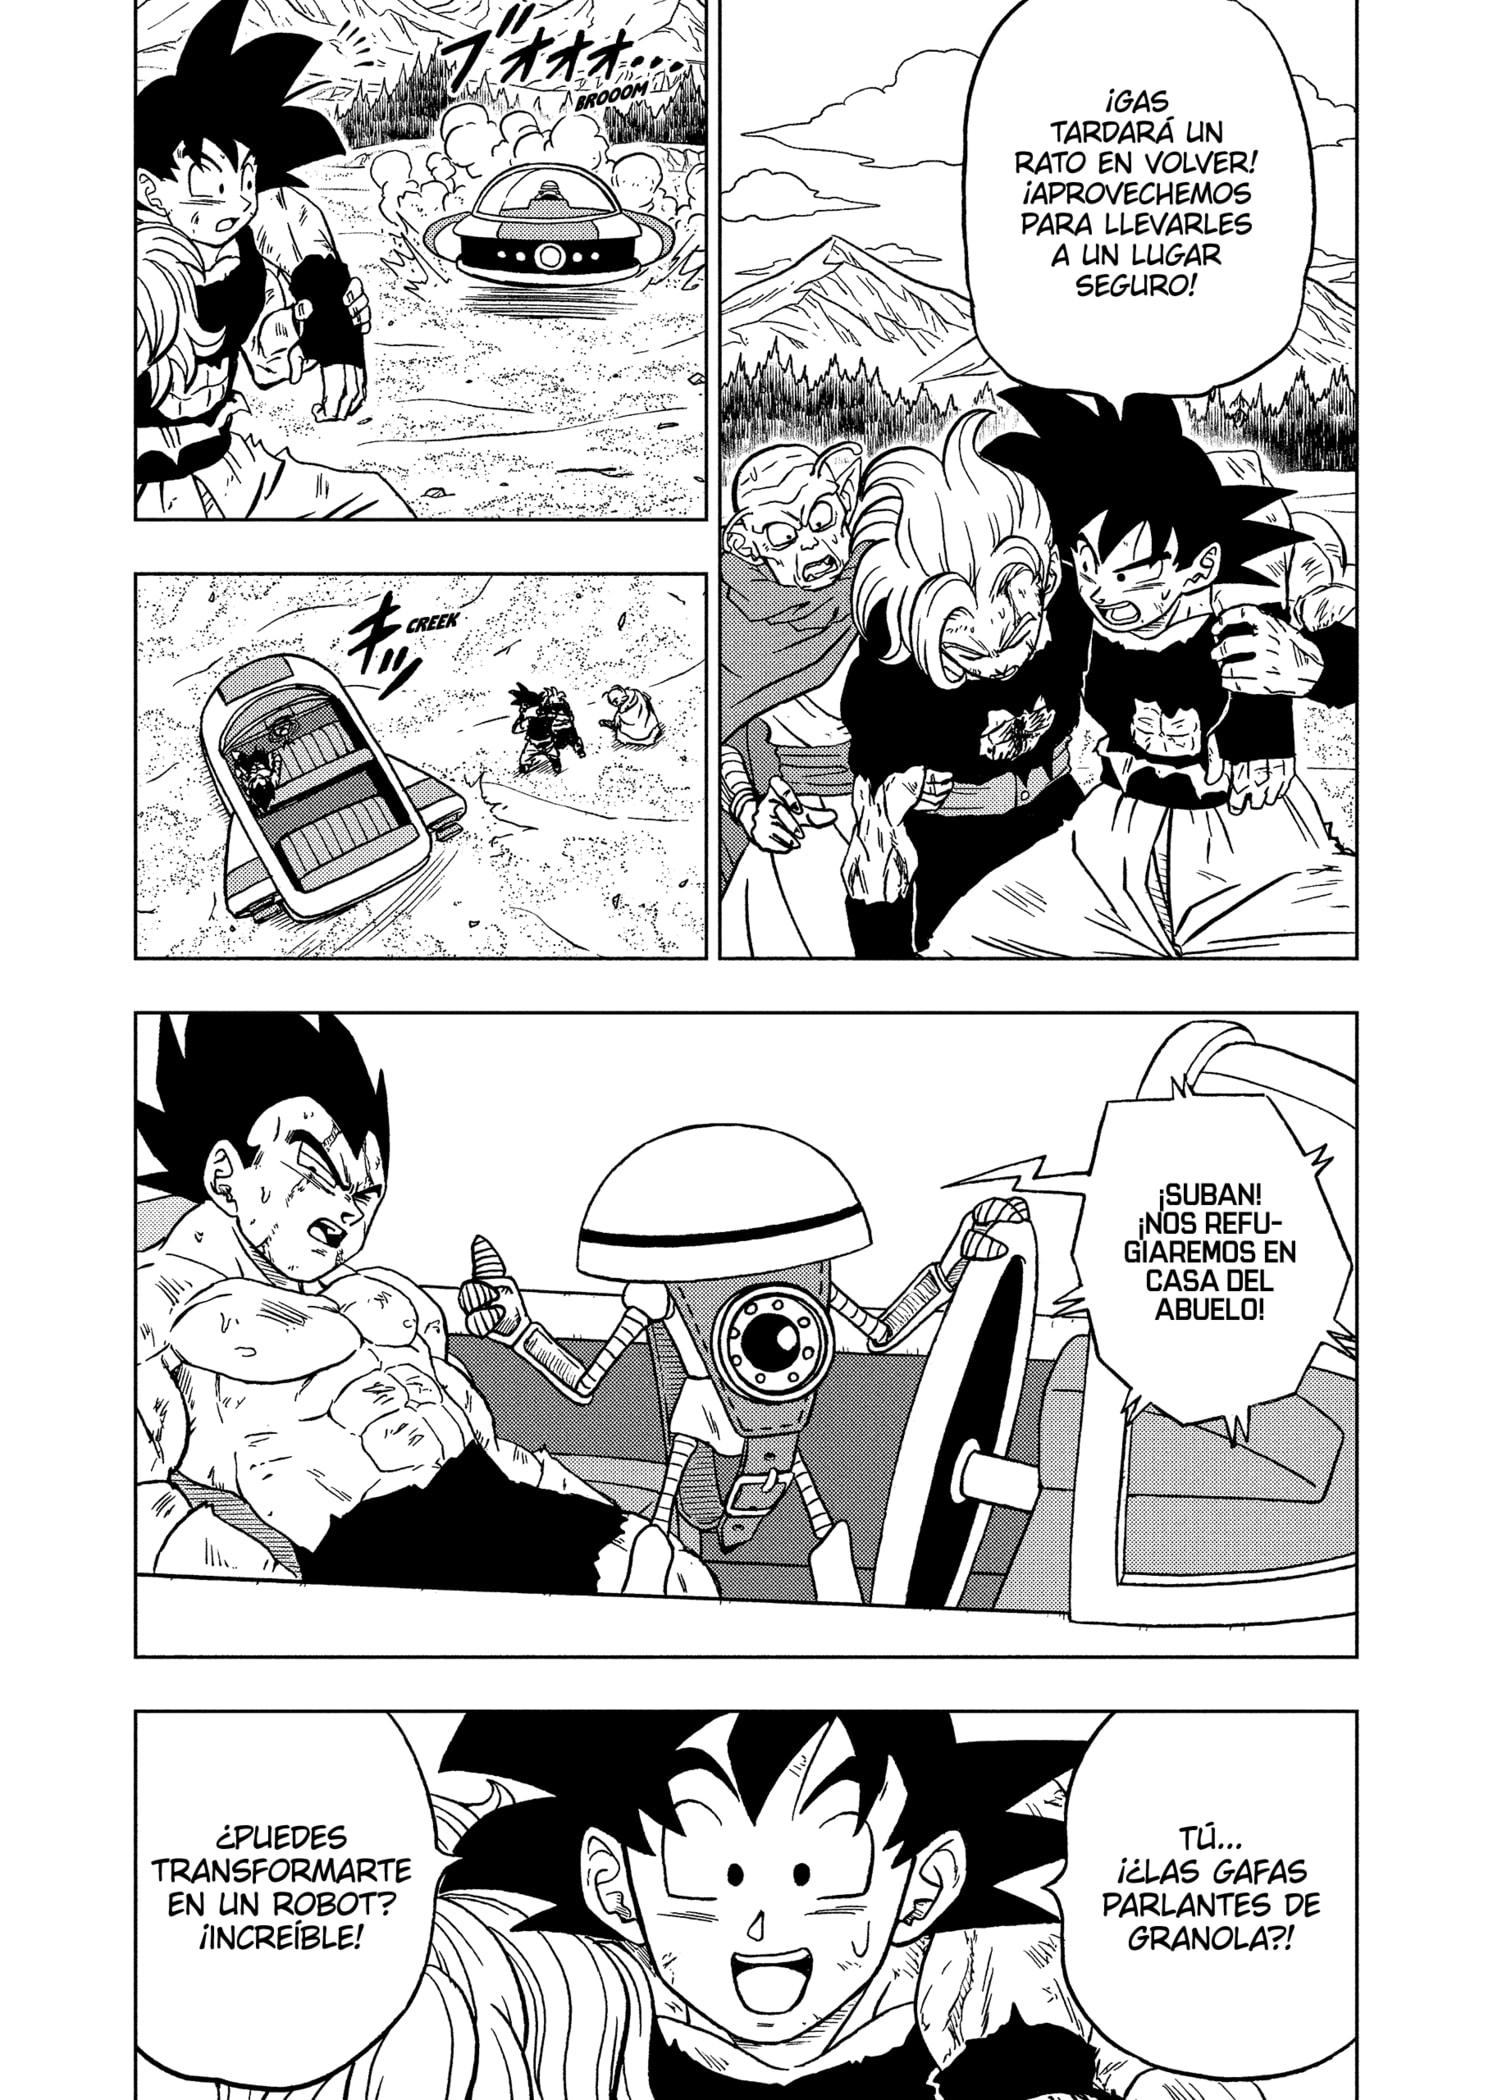 ¡GAS
TARDARÁ UN
RATO EN VOLVER!
¡APROVECHEMOS
PARA LLEVARLES
A UN LUGAR
SEGURO!
ブオオオ…
BROOOM
キッ
CREEK
¡SUBAN!
¡NOS REFU-
GIAREMOS EN
CASA DEL
ABUELO!
TÚ...
¡¿LAS GAFAS
PARLANTES DE
GRANOLA?!
¿PUEDES
TRANSFORMARTE
EN UN ROBOT?
¡INCREÍBLE!